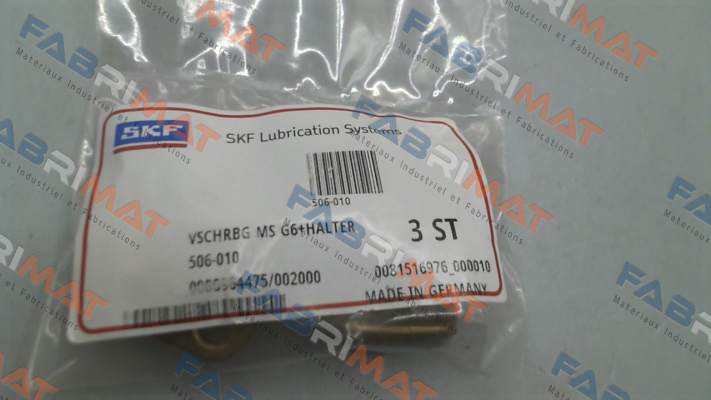 SKF
SKF Lubrication Systems
506-010
VSCHRBG MS G6+HALTER
3 ST
506-010
0081516976_000010
MADE IN GERMANY
FABRIMAT
Materiaux Industriel et Fabrications